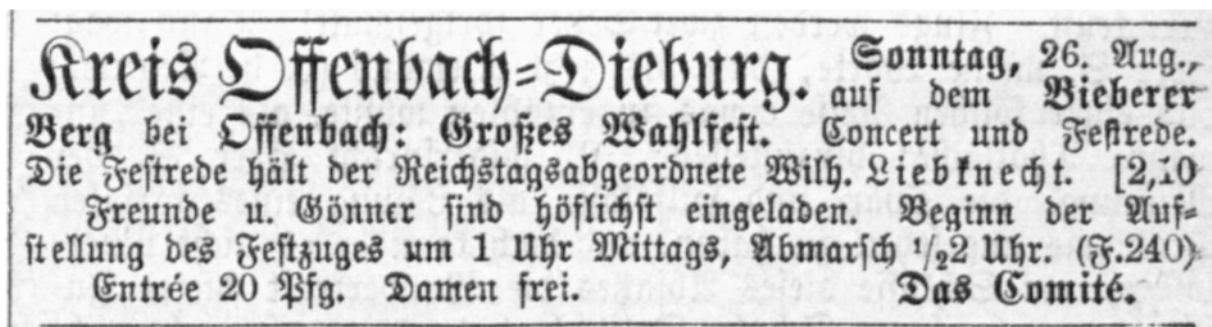 Kreis Offenbach-Dieburg. Sonntag, 26. Aug.,
auf dem Bieberer
Berg bei Offenbach: Großes Wahlfest. Concert und Festrede.
Die Festrede hält der Reichstagsabgeordnete Wilh. Liebknecht. [2,10
Freunde u. Gönner sind höflichst eingeladen. Beginn der Auf-
stellung des Festzuges um 1 Uhr Mittags, Abmarsch ½2 Uhr. (F.240)
Entrée 20 Pfg. Damen frei. Das Comité.